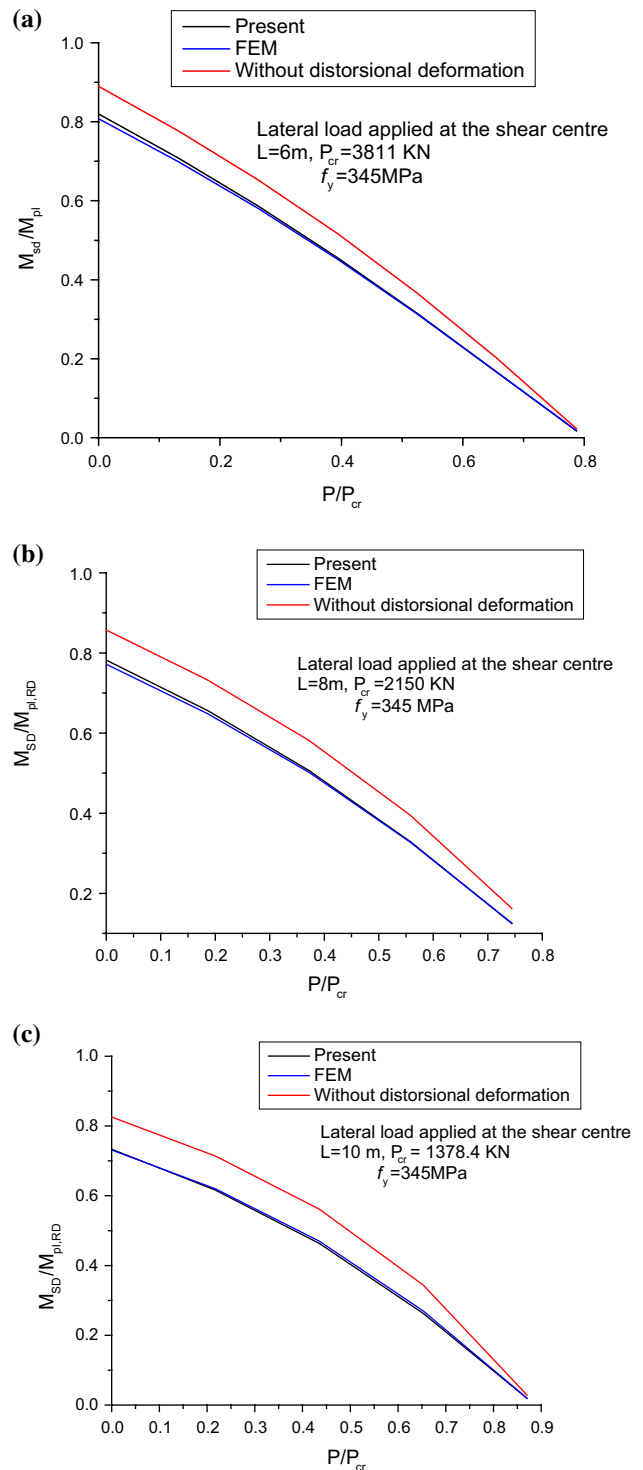 (a)
Present
FEM
Without distorsional deformation
Lateral load applied at the shear centre
L=6m, Pcr=3811 KN
fy=345MPa
1.0
0.8
0.6
0.4
0.2
0.0
Msd/Mpl
0.0 0.2 0.4 0.6 0.8
P/Pcr
(b)
Present
FEM
Without distorsional deformation
Lateral load applied at the shear centre
L=8m, Pcr=2150 KN
fy=345 MPa
1.0
0.8
0.6
0.4
0.2
MSD/Mpl,RD
0.0 0.1 0.2 0.3 0.4 0.5 0.6 0.7 0.8
P/Pcr
(c)
Present
FEM
Without distorsional deformation
Lateral load applied at the shear centre
L=10 m, Pcr= 1378.4 KN
fy=345MPa
1.0
0.8
0.6
0.4
0.2
0.0
MSD/Mpl,RD
0.0 0.1 0.2 0.3 0.4 0.5 0.6 0.7 0.8 0.9
P/Pcr